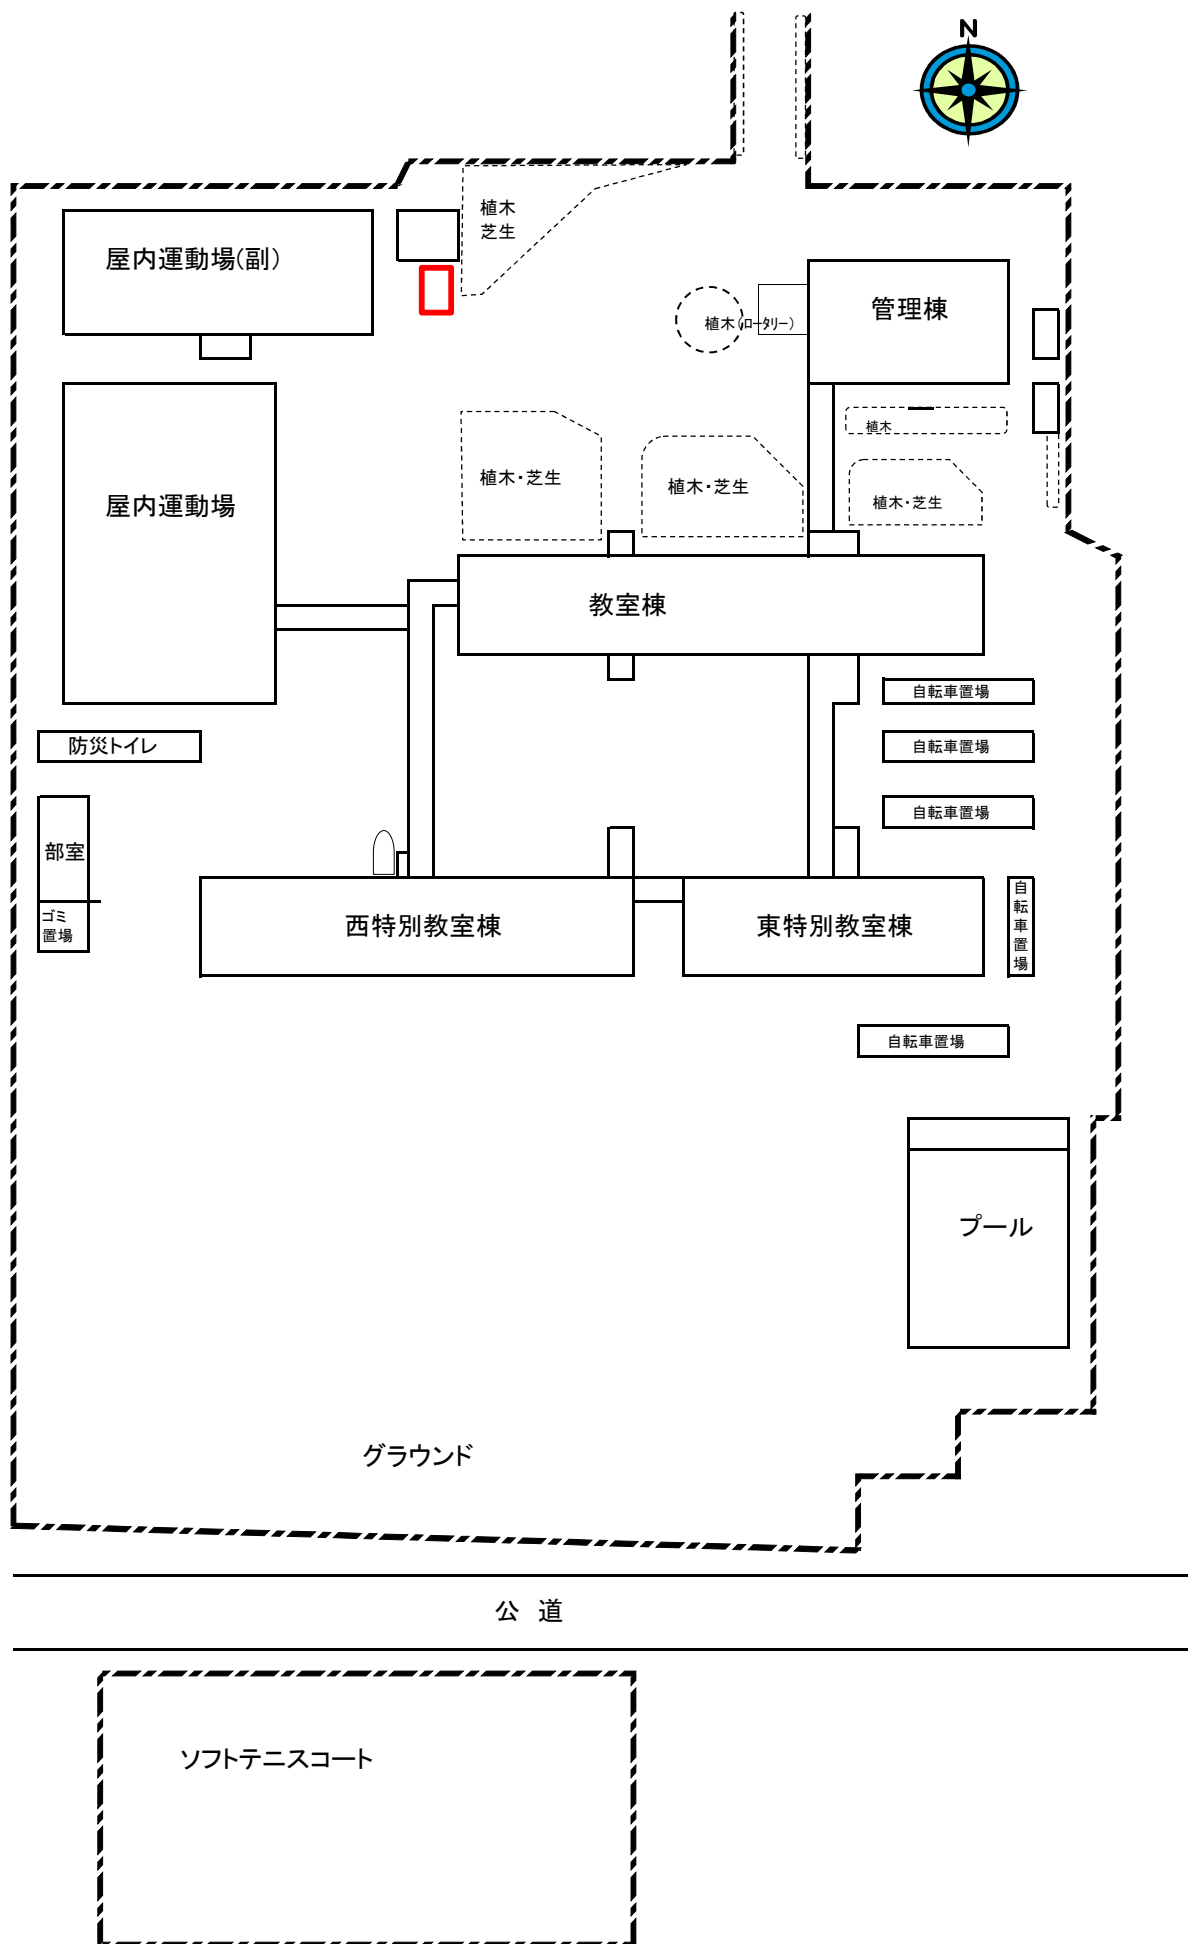 N
植木
芝生
屋内運動場(副)
管理棟
植木(ﾛｰﾀﾘｰ)
植木
植木・芝生
植木・芝生
植木・芝生
屋内運動場
教室棟
自転車置場
防災トイレ
自転車置場
自転車置場
部室
ゴミ
置場
西特別教室棟
東特別教室棟
自転車置場
自転車置場
プール
グラウンド
公 道
ソフトテニスコート